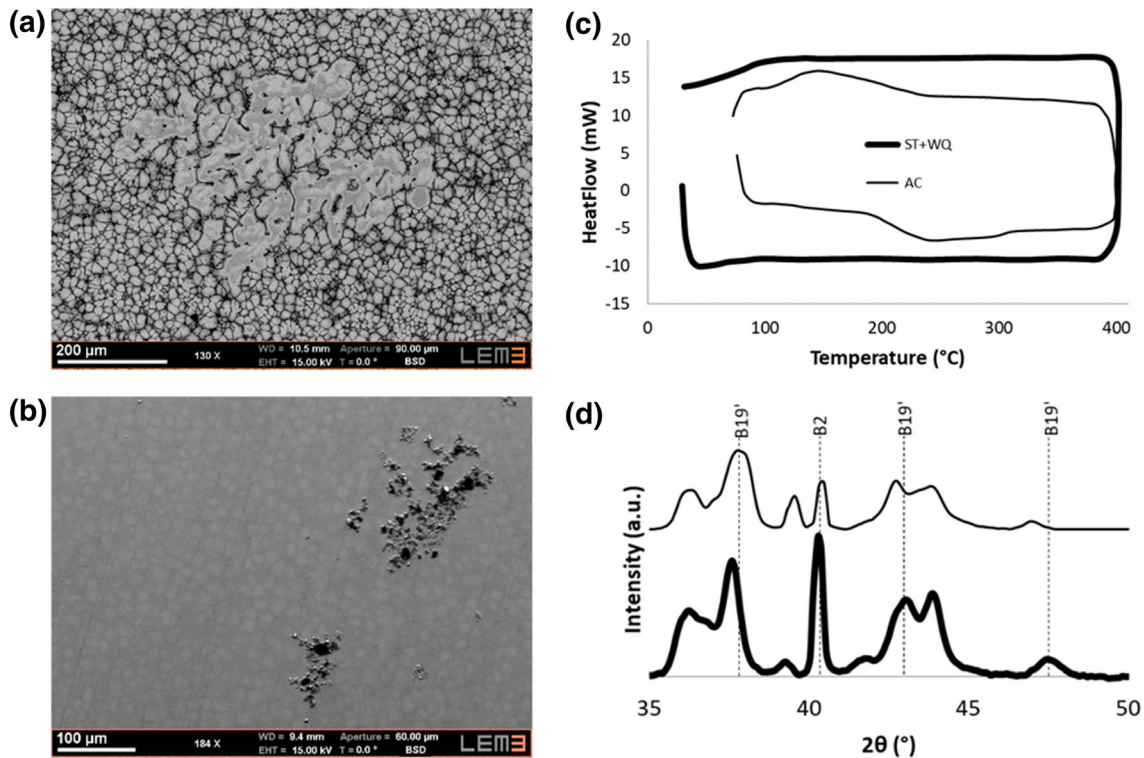 (a)
200 µm
130 X
WD = 10.5 mm Aperture = 90.00 µm
EHT = 15.00 kV T = 0.0 ° BSD
LEM3
(b)
100 µm
184 X
WD = 9.4 mm Aperture = 60.00 µm
EHT = 15.00 kV T = 0.0 ° BSD
LEM3
(c)
HeatFlow (mW)
20
15
10
5
0
-5
-10
-15
ST+WQ
AC
0 100 200 300 400
Temperature (°C)
(d)
B19'
B2
B19'
B19'
Intensity (a.u.)
35 40 45 50
2θ (°)